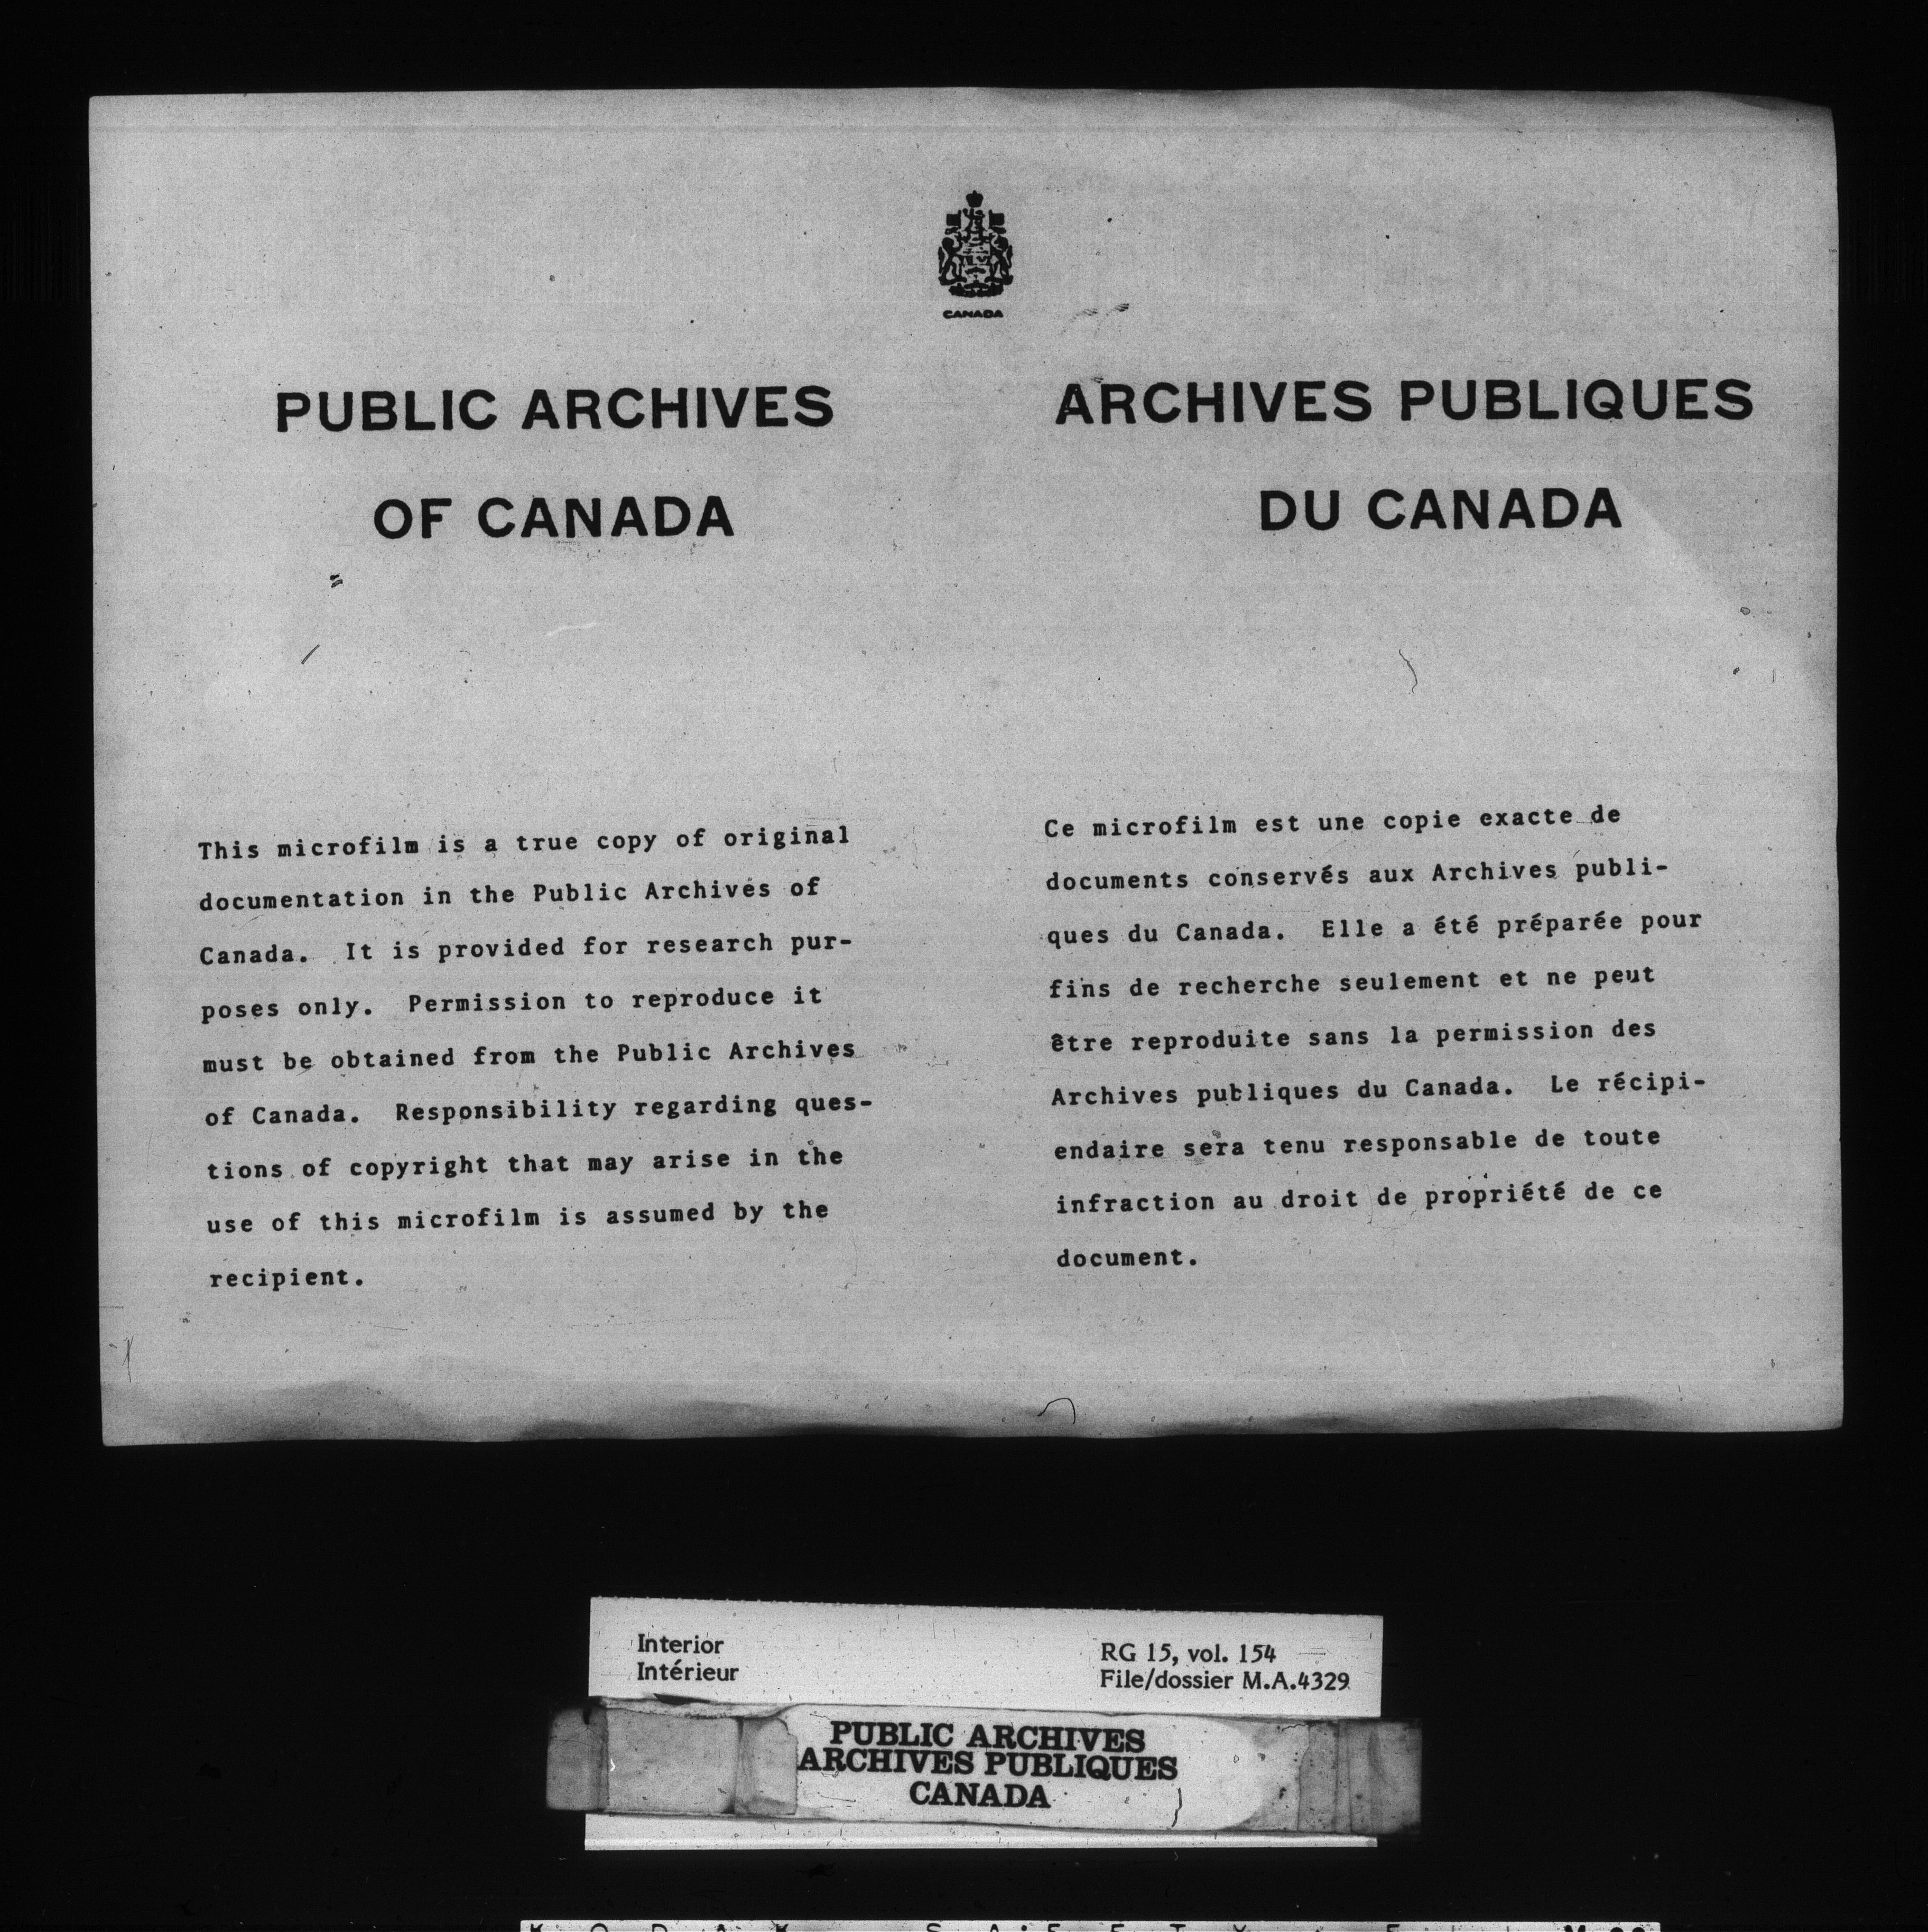 CANADA
PUBLIC ARCHIVES
OF CANADA
ARCHIVES PUBLIQUES
DU CANADA
This microfilm is a true copy of original
documentation in the Public Archives of
Canada. It is provided for research pur-
poses only. Permission to reproduce it
must be obtained from the Public Archives
of Canada. Responsibility regarding ques-
tions of copyright that may arise in the
use of this microfilm is assumed by the
recipient.
Ce microfilm est une copie exacte de
documents conservés aux Archives publi-
ques du Canada. Elle a été préparée pour
fins de recherche seulement et ne peut
être reproduite sans la permission des
Archives publiques du Canada. Le récipi-
endaire sera tenu responsable de toute
infraction au droit de propriété de ce
document.
Interior
Intérieur
RG 15, vol. 154
File/dossier M.A.4329
PUBLIC ARCHIVES
ARCHIVES PUBLIQUES
CANADA
KODAK SAFETY